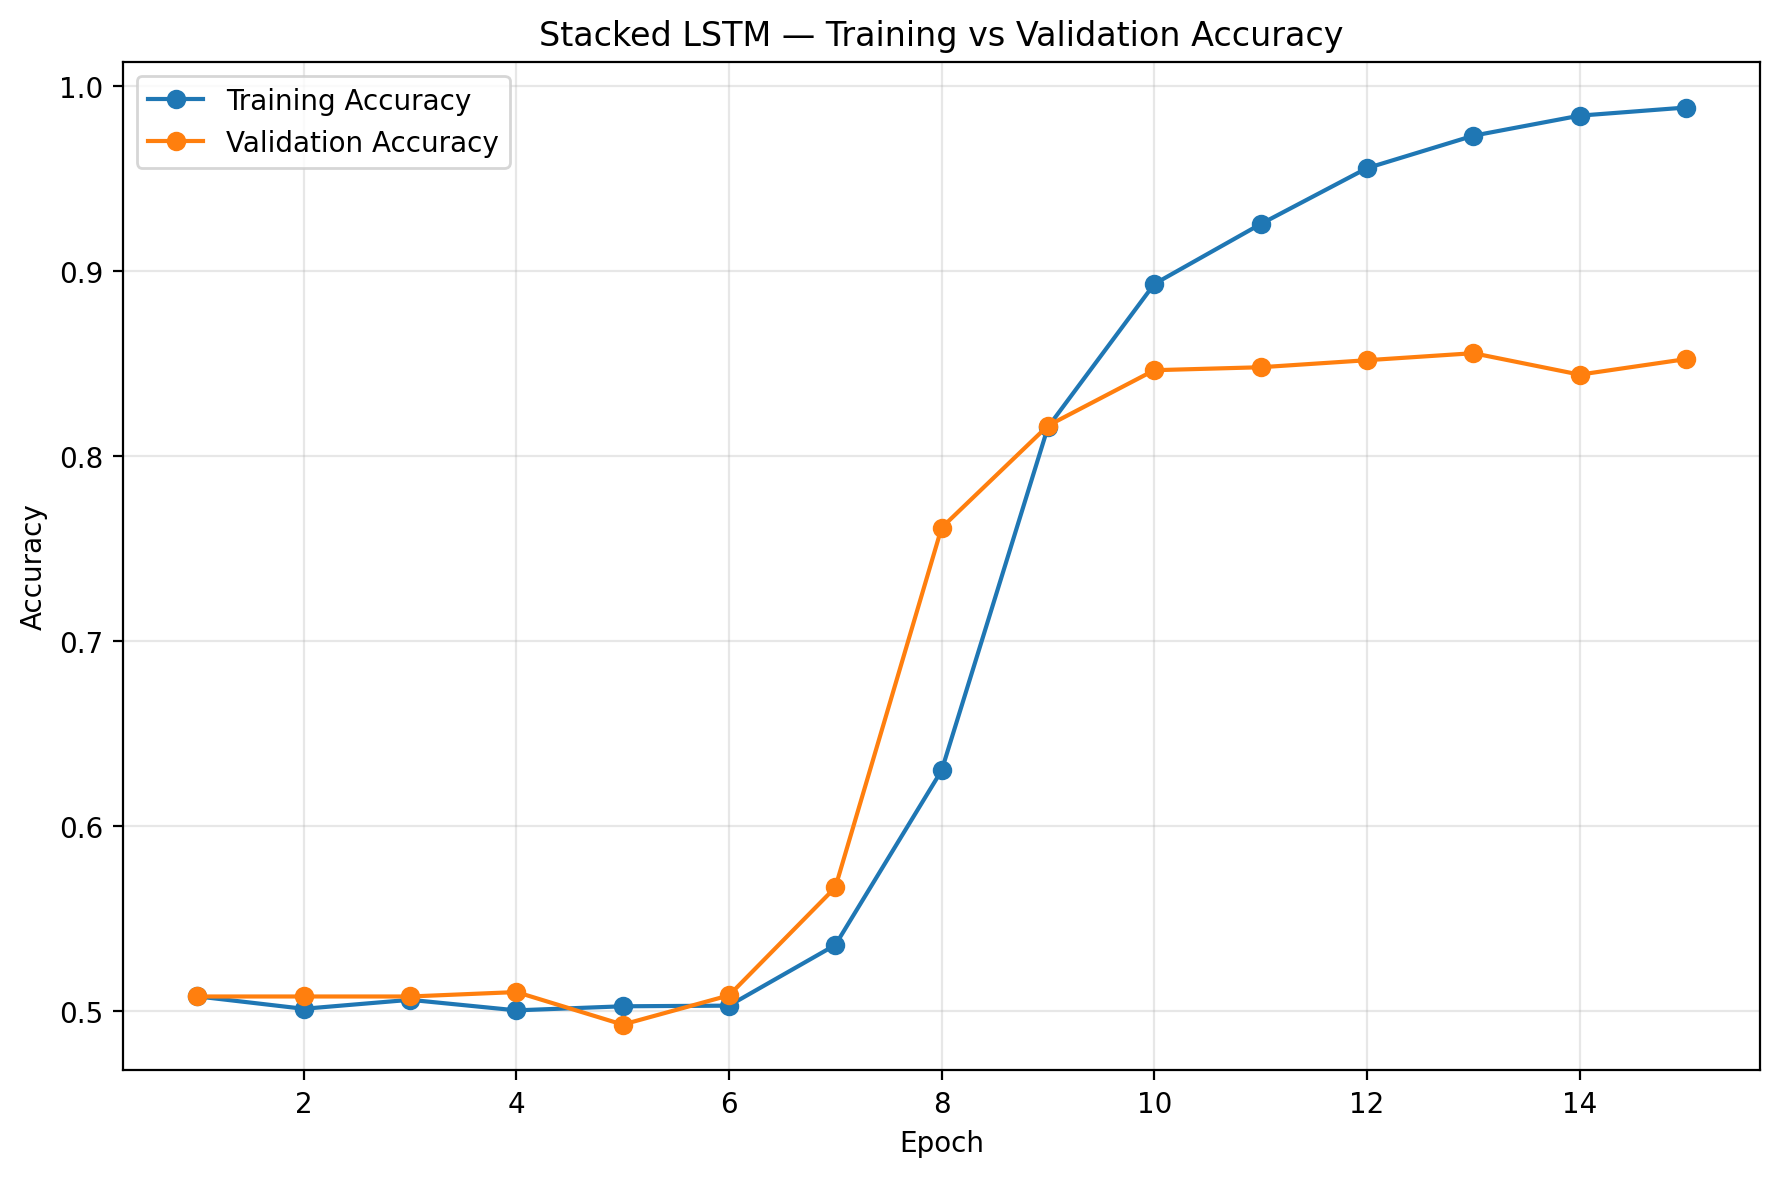 Stacked LSTM — Training vs Validation Accuracy
Training Accuracy
Validation Accuracy
1.0
0.9
0.8
0.7
0.6
0.5
Accuracy
2 4 6 8 10 12 14
Epoch